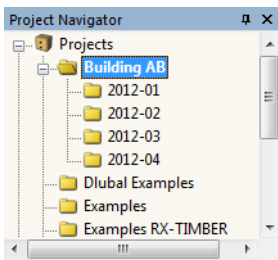 Project Navigator
Projects
Building AB
2012-01
2012-02
2012-03
2012-04
Dlubal Examples
Examples
Examples RX-TIMBER